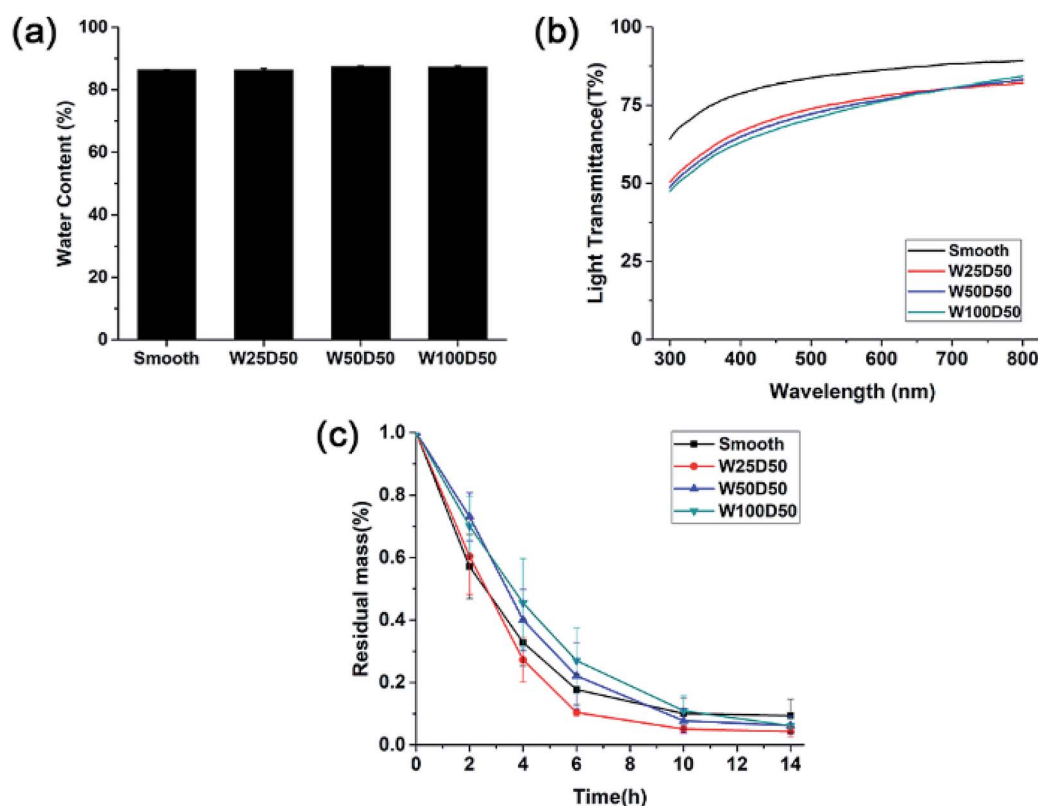 (a)
100
80
60
40
20
0
Water Content (%)
Smooth W25D50 W50D50 W100D50
(b)
100
75
50
25
0
Light Transmittance(T%)
Smooth
W25D50
W50D50
W100D50
300 400 500 600 700 800
Wavelength (nm)
(c)
1.0
0.8
0.6
0.4
0.2
0.0
Residual mass(%)
Smooth
W25D50
W50D50
W100D50
0 2 4 6 8 10 12 14
Time(h)